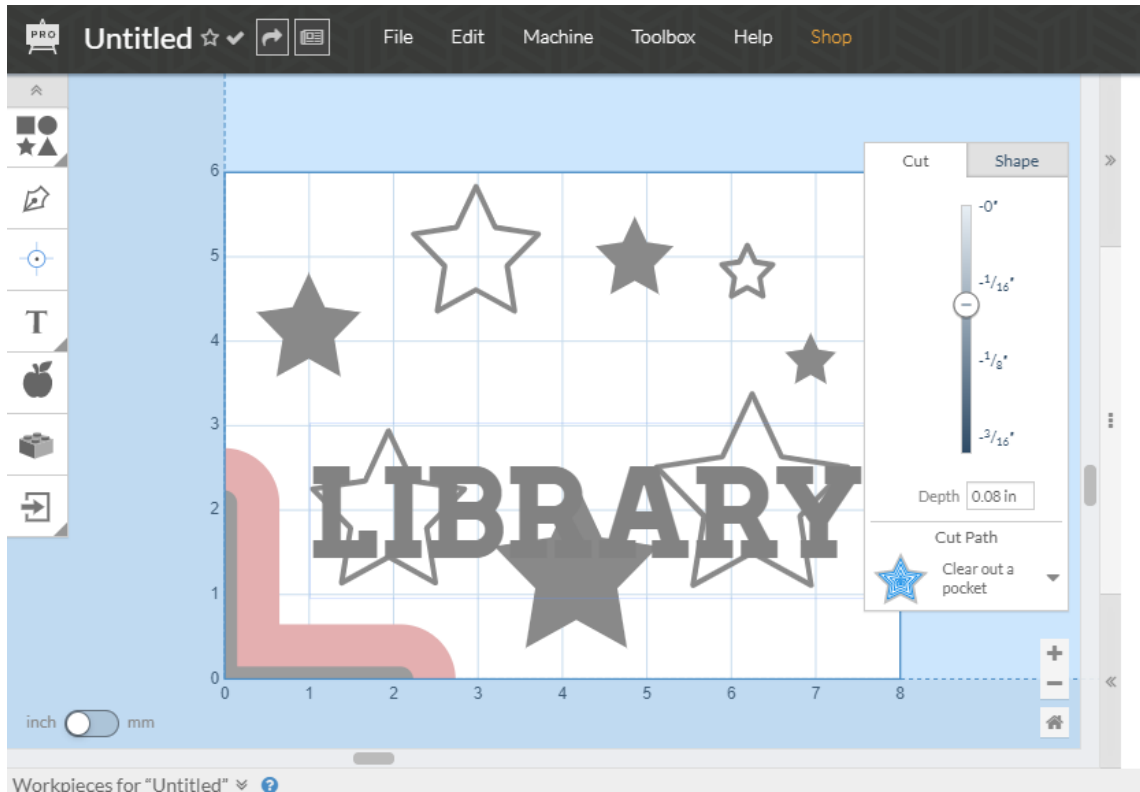 PRO
Untitled
File Edit Machine Toolbox Help Shop
Cut Shape
-0"
-1/16"
-1/8"
-3/16"
Depth 0.08 in
Cut Path
Clear out a
pocket
6
5
4
3
2
1
0
0 1 2 3 4 5 6 7 8
LIBRARY
T
inch mm
Workpieces for "Untitled" ?